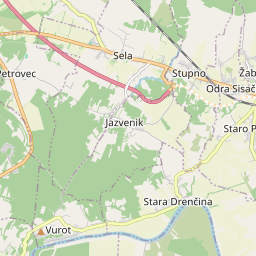 Sela
Petrovec
Stupno
Žab
Odra Sisač
Jazvenik
Staro P
Stara Drenčina
Vurot